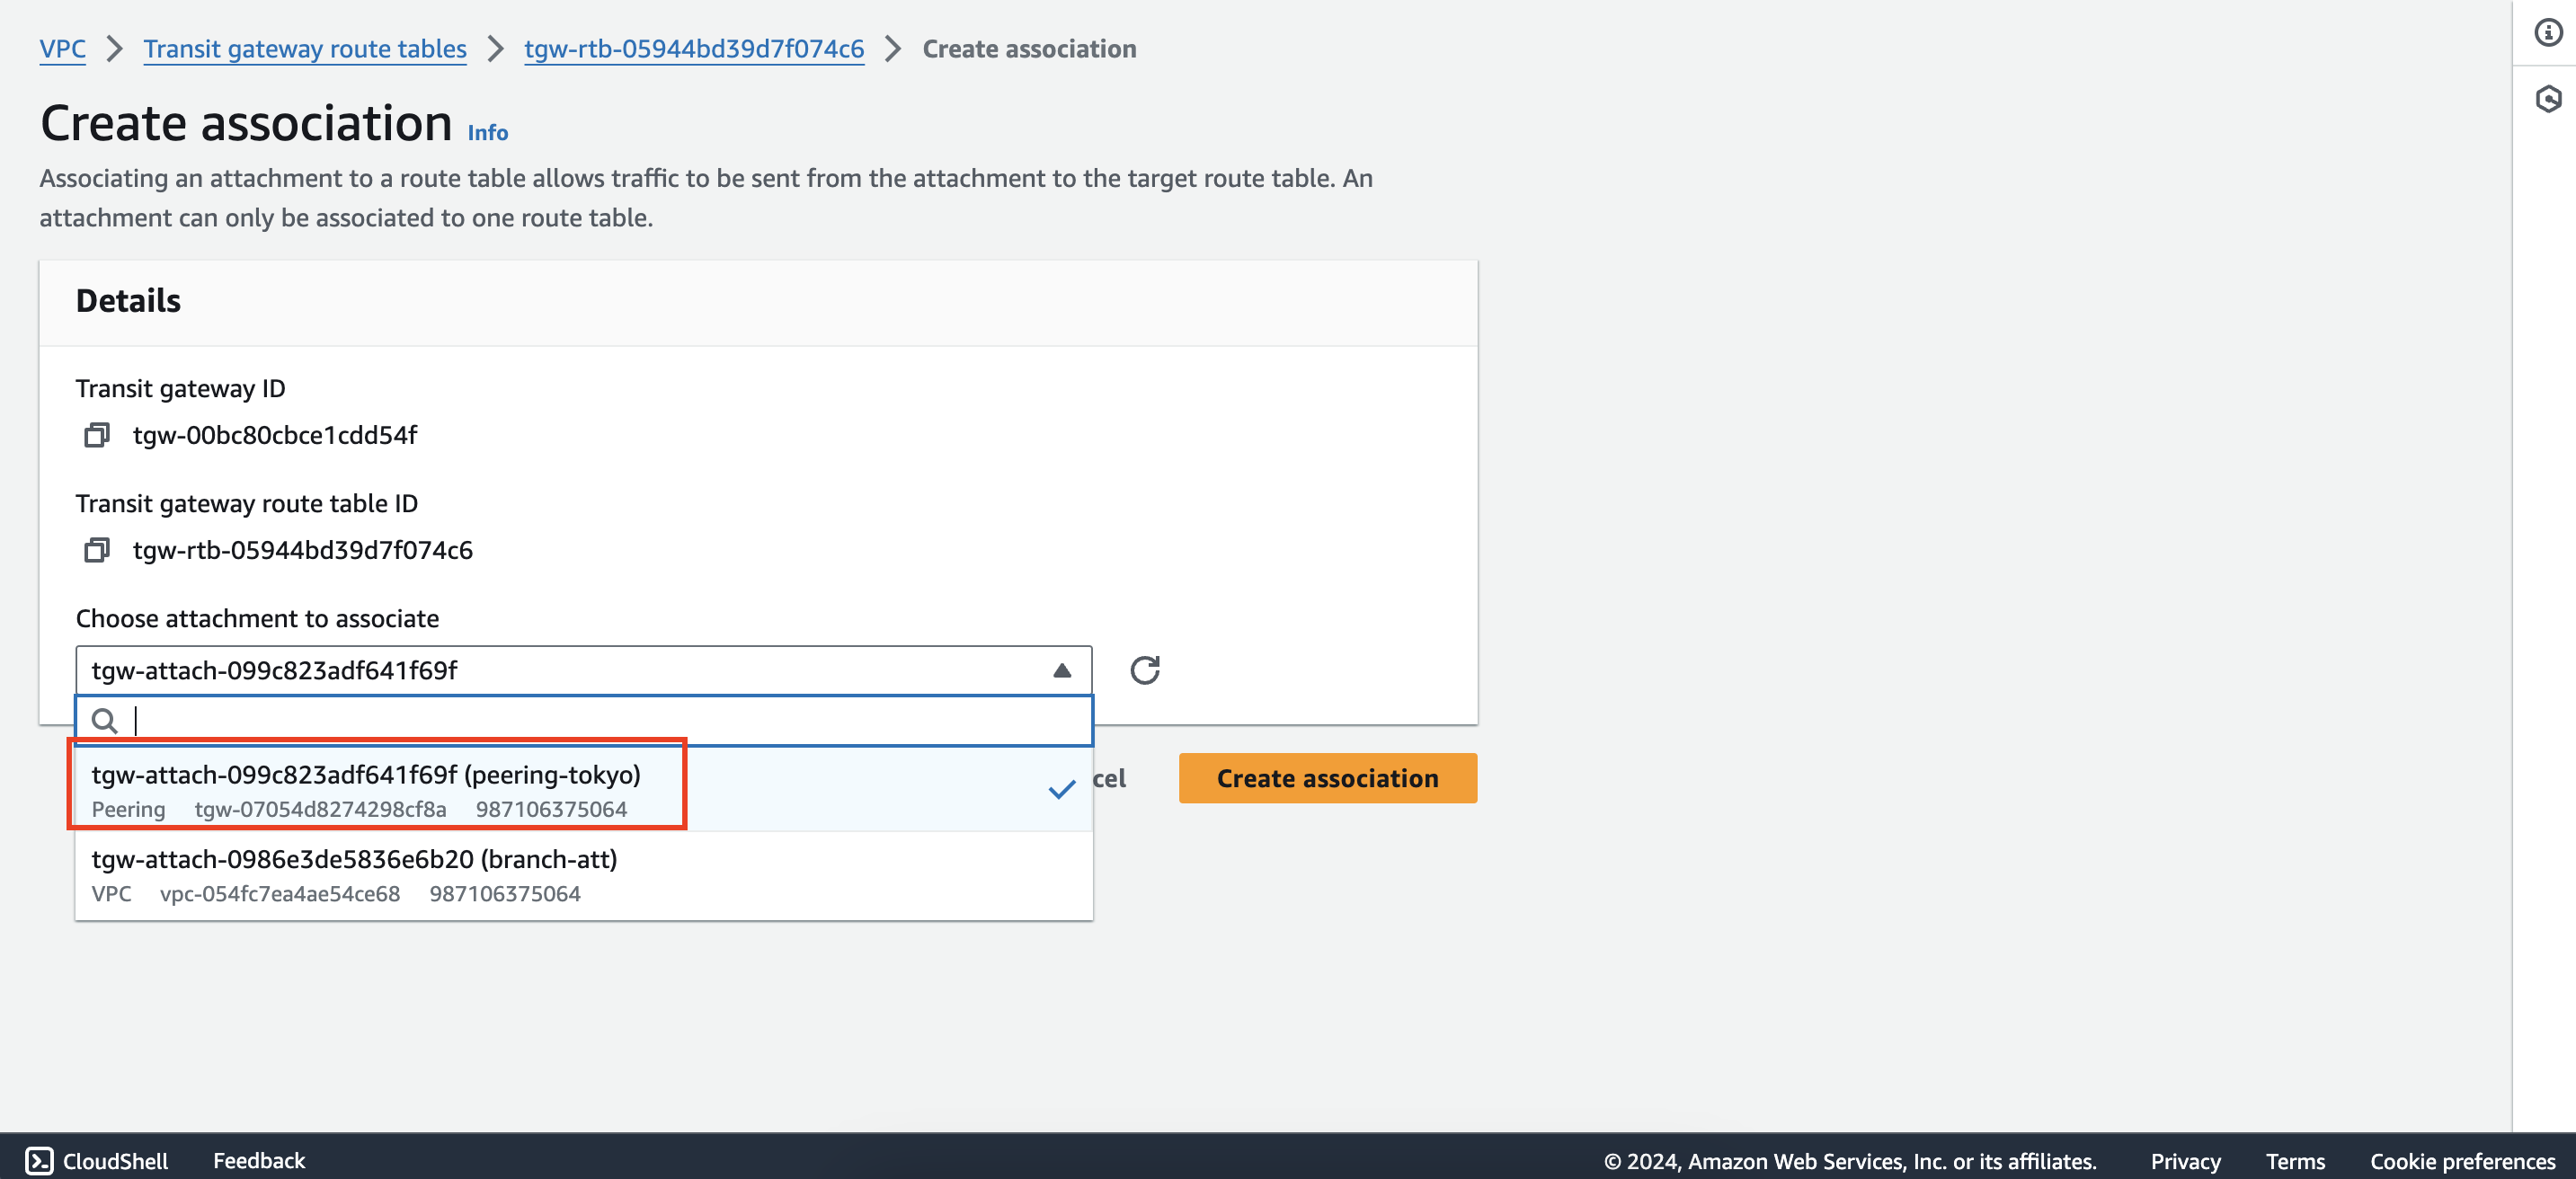 VPC > Transit gateway route tables > tgw-rtb-05944bd39d7f074c6 > Create association
Create association Info
Associating an attachment to a route table allows traffic to be sent from the attachment to the target route table. An
attachment can only be associated to one route table.
Details
Transit gateway ID
tgw-00bc80cbce1cdd54f
Transit gateway route table ID
tgw-rtb-05944bd39d7f074c6
Choose attachment to associate
tgw-attach-099c823adf641f69f
tgw-attach-099c823adf641f69f (peering-tokyo)
Peering tgw-07054d8274298cf8a 987106375064
cel Create association
tgw-attach-0986e3de5836e6b20 (branch-att)
VPC vpc-054fc7ea4ae54ce68 987106375064
CloudShell Feedback © 2024, Amazon Web Services, Inc. or its affiliates. Privacy Terms Cookie preferences